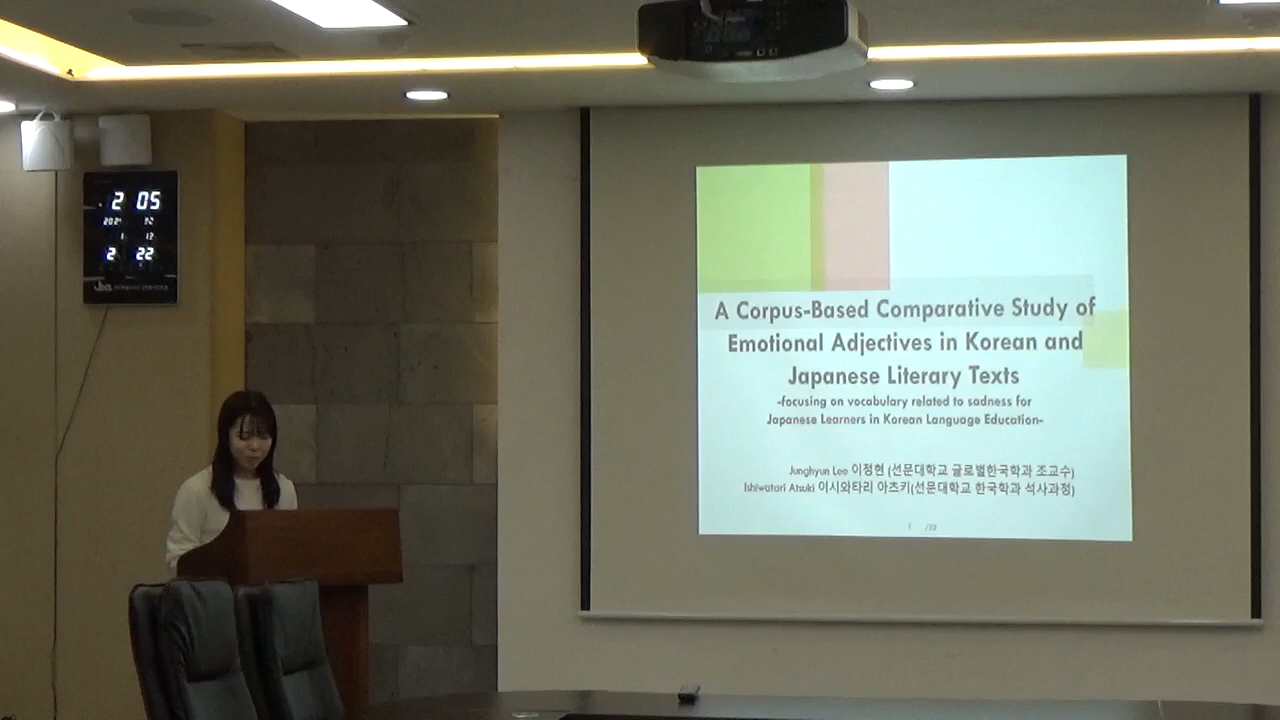 2 05
2 22
A Corpus-Based Comparative Study of
Emotional Adjectives in Korean and
Japanese Literary Texts
-focusing on vocabulary related to sadness for
Japanese Learners in Korean Language Education-
Junghyun Lee 이정현 (선문대학교 글로벌한국학과 조교수)
Ishiwatari Atsuki 이시와타리 아츠키(선문대학교 한국학과 석사과정)
1